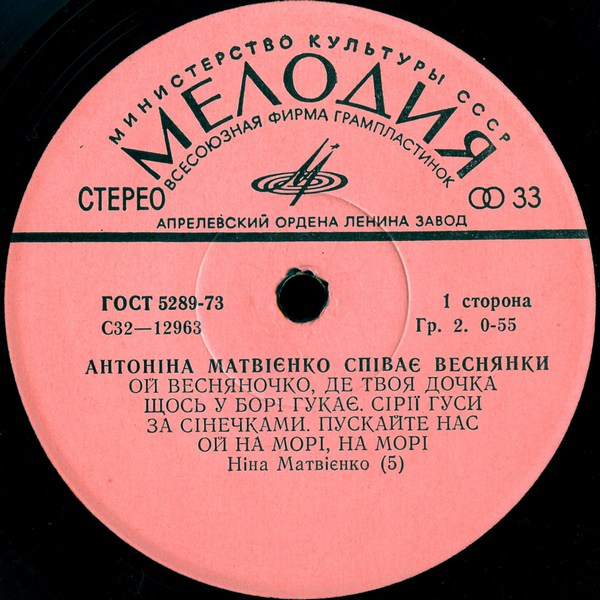 МИНИСТЕРСТВО КУЛЬТУРЫ СССР
МЕЛОДИЯ
ВСЕСОЮЗНАЯ ФИРМА ГРАМПЛАСТИНОК
СТЕРЕО
33
АПРЕЛЕВСКИЙ ОРДЕНА ЛЕНИНА ЗАВОД
ГОСТ 5289-73
1 сторона
С32—12963
Гр. 2. 0-55
АНТОНІНА МАТВІЄНКО СПІВАЄ ВЕСНЯНКИ
ОЙ ВЕСНЯНОЧКО, ДЕ ТВОЯ ДОЧКА
ЩОСЬ У БОРІ ГУКАЄ. СІРІЇ ГУСИ
ЗА СІНЕЧКАМИ. ПУСКАЙТЕ НАС
ОЙ НА МОРІ, НА МОРІ
Ніна Матвієнко (5)